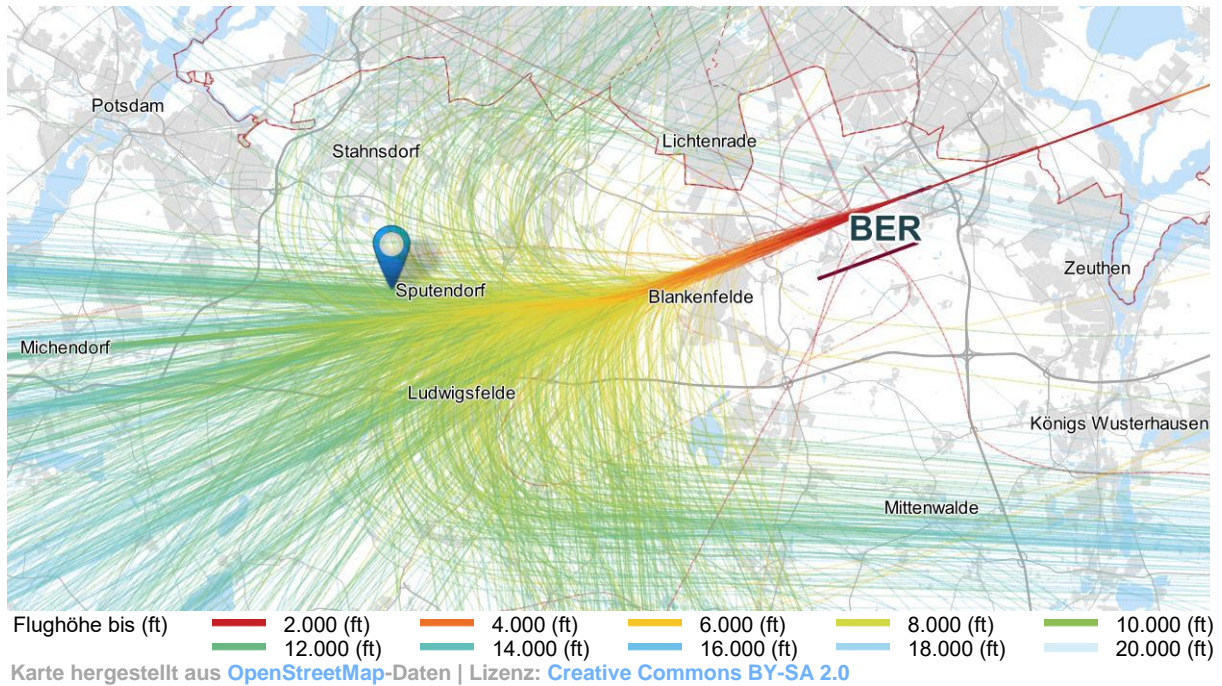 Potsdam
Stahnsdorf
Lichtenrade
BER
Zeuthen
Sputendorf
Blankenfelde
Michendorf
Ludwigsfelde
Königs Wusterhausen
Mittenwalde
Flughöhe bis (ft) 2.000 (ft) 4.000 (ft) 6.000 (ft) 8.000 (ft) 10.000 (ft)
12.000 (ft) 14.000 (ft) 16.000 (ft) 18.000 (ft) 20.000 (ft)
Karte hergestellt aus OpenStreetMap-Daten | Lizenz: Creative Commons BY-SA 2.0